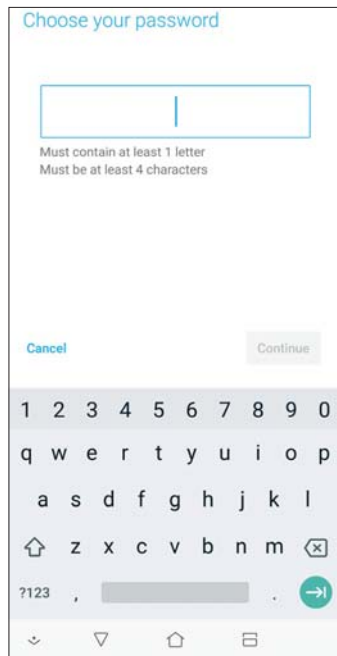 Choose your password
Must contain at least 1 letter
Must be at least 4 characters
Cancel Continue
1 2 3 4 5 6 7 8 9 0
q w e r t y u i o p
a s d f g h j k l
z x c v b n m
?123 , .